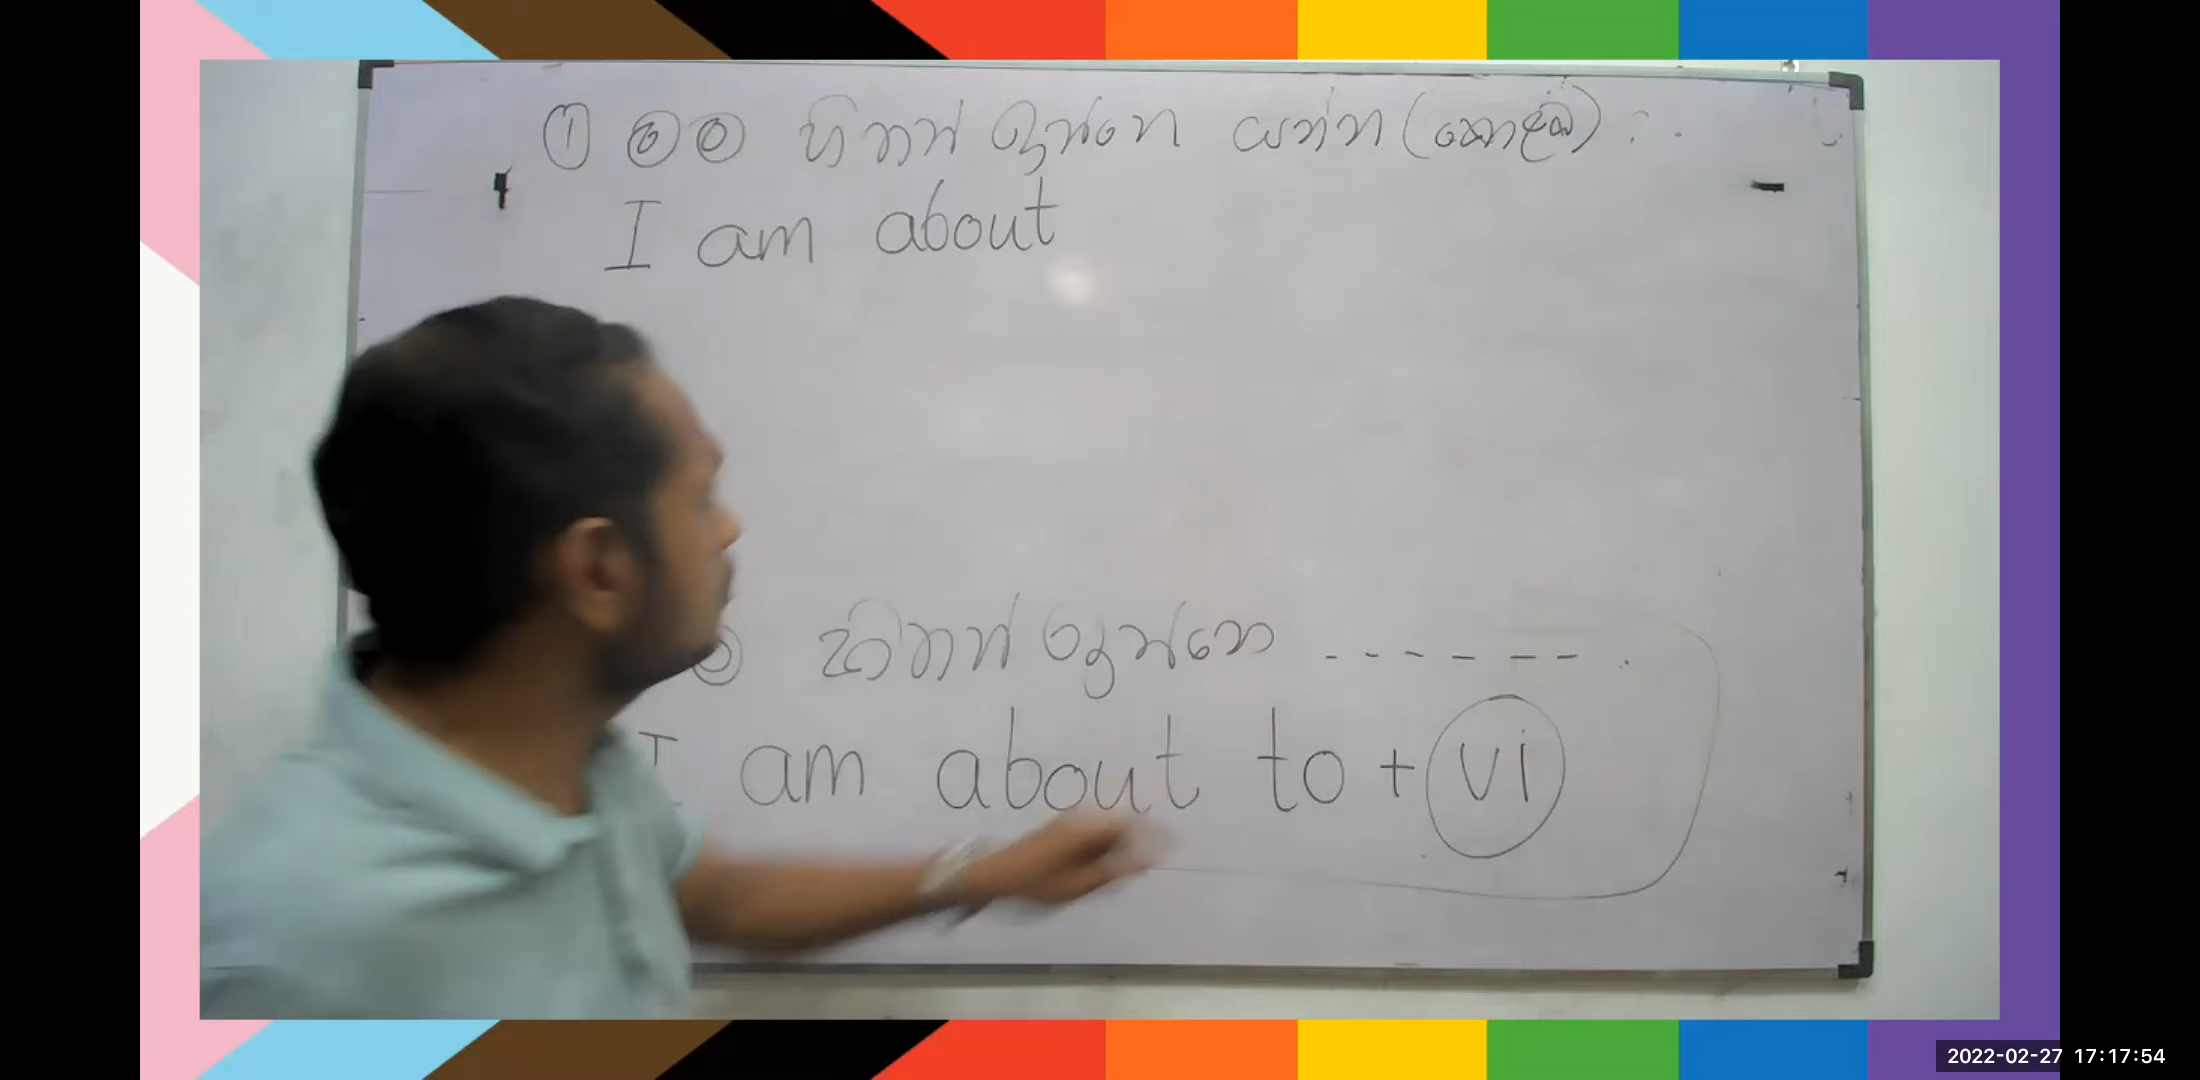 ① මම හිතන් ඉන්නෙ යන්න (කොළඹ) .
I am about
ම හිතන් ඉන්නෙ ------ .
I am about to + vi
2022-02-27 17:17:54